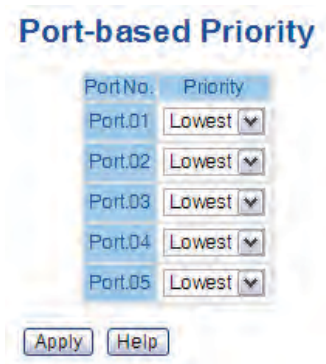 Port-based Priority
Port No. Priority
Port.01 Lowest
Port.02 Lowest
Port.03 Lowest
Port.04 Lowest
Port.05 Lowest
Apply Help